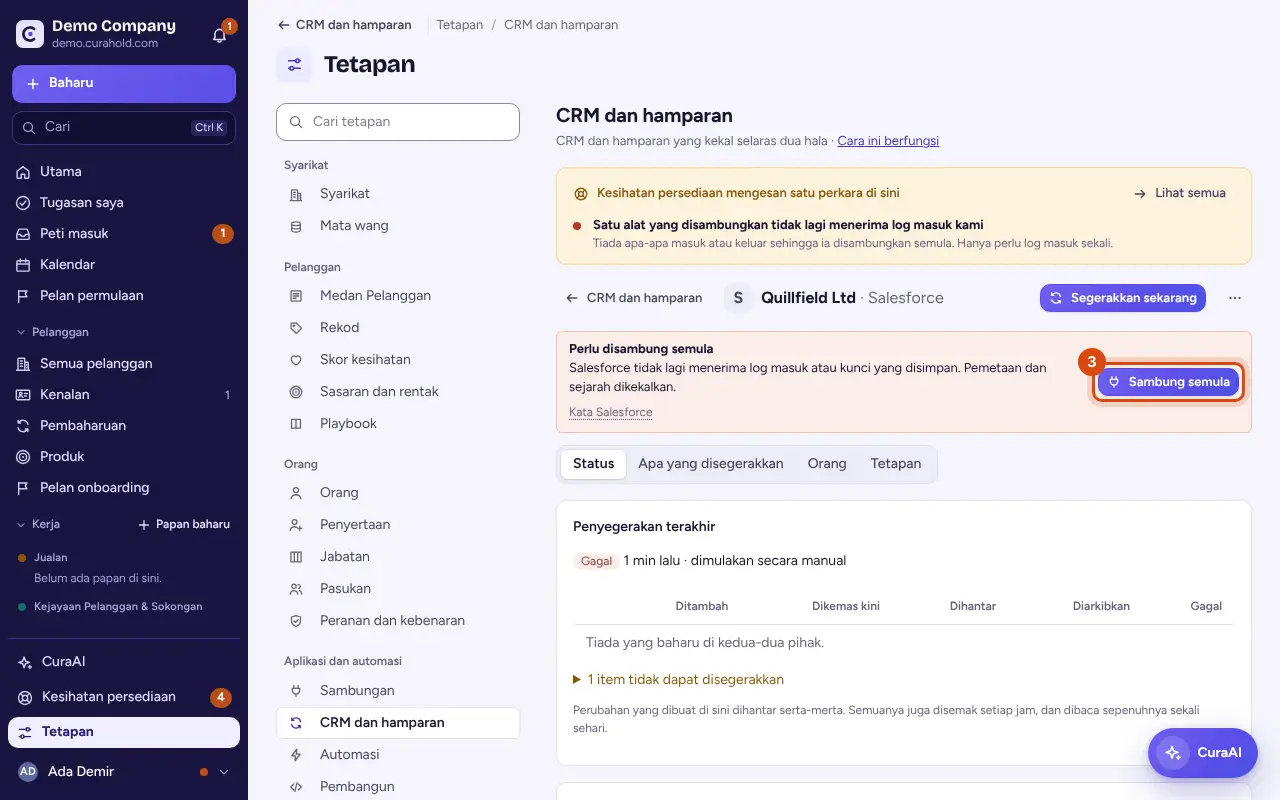 Demo Company
demo.curahold.com
1
Baharu
Cari
Ctrl K
Utama
Tugasan saya
Peti masuk
1
Kalendar
Pelan permulaan
Pelanggan
Semua pelanggan
Kenalan
1
Pembaharuan
Produk
Pelan onboarding
Kerja
Papan baharu
Jualan
Belum ada papan di sini.
Kejayaan Pelanggan & Sokongan
CuraAI
Kesihatan persediaan
4
Tetapan
AD
Ada Demir
CRM dan hamparan
Tetapan / CRM dan hamparan
Tetapan
Cari tetapan
Syarikat
Syarikat
Mata wang
Pelanggan
Medan Pelanggan
Rekod
Skor kesihatan
Sasaran dan rentak
Playbook
Orang
Orang
Penyertaan
Jabatan
Pasukan
Peranan dan kebenaran
Aplikasi dan automasi
Sambungan
CRM dan hamparan
Automasi
Pembangun
CRM dan hamparan
CRM dan hamparan yang kekal selaras dua hala · Cara ini berfungsi
Kesihatan persediaan mengesan satu perkara di sini
Lihat semua
Satu alat yang disambungkan tidak lagi menerima log masuk kami
Tiada apa-apa masuk atau keluar sehingga ia disambungkan semula. Hanya perlu log masuk sekali.
CRM dan hamparan
S
Quillfield Ltd · Salesforce
Segerakkan sekarang
Perlu disambung semula
Salesforce tidak lagi menerima log masuk atau kunci yang disimpan. Pemetaan dan
sejarah dikekalkan.
Kata Salesforce
3
Sambung semula
Status
Apa yang disegerakkan
Orang
Tetapan
Penyegerakan terakhir
Gagal 1 min lalu · dimulakan secara manual
Ditambah
Dikemas kini
Dihantar
Diarkibkan
Gagal
Tiada yang baharu di kedua-dua pihak.
1 item tidak dapat disegerakkan
Perubahan yang dibuat di sini dihantar serta-merta. Semuanya juga disemak setiap jam, dan dibaca sepenuhnya sekali
sehari.
CuraAI